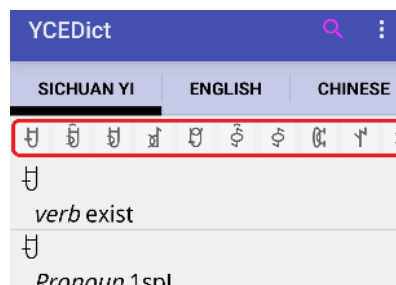 YCEDict
SICHUAN YI ENGLISH CHINESE
ꀀ ꀁ ꀂ ꀃ ꀄ ꀅ ꀆ ꀇ ꀈ
ꀀ
verb exist
ꀀ
Pronoun 1spl